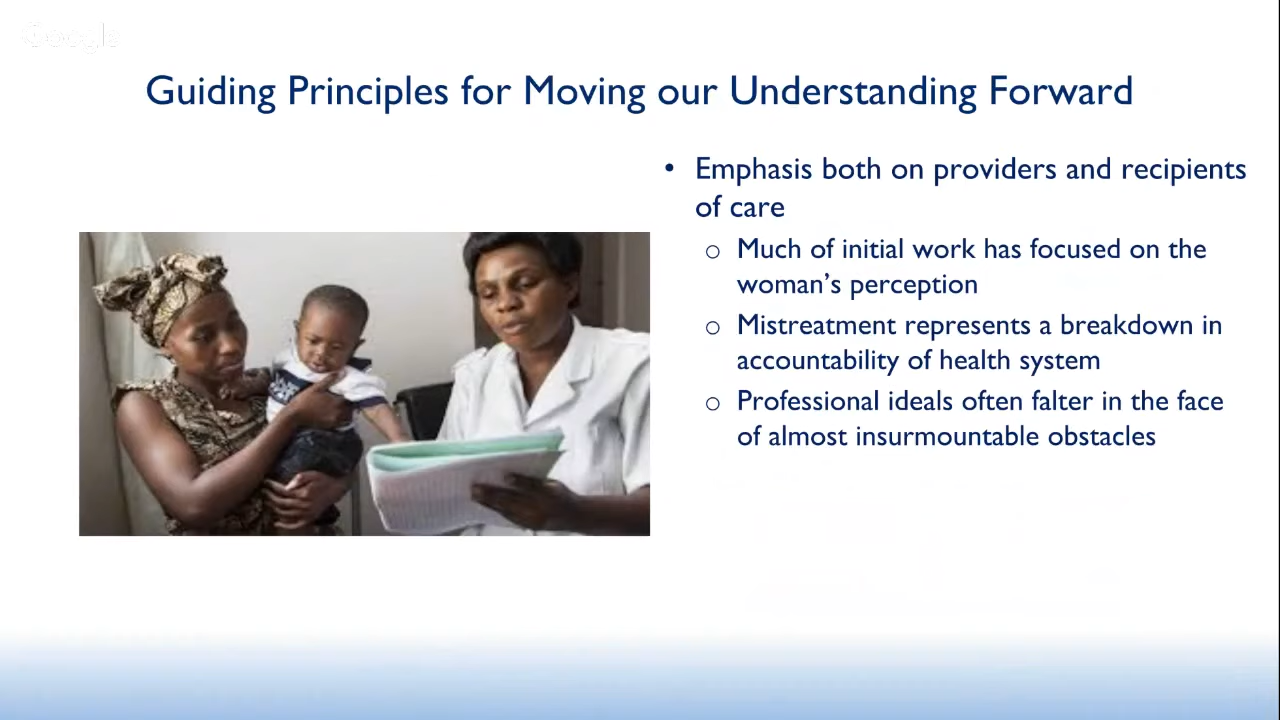 Google
Guiding Principles for Moving our Understanding Forward
• Emphasis both on providers and recipients
of care
o Much of initial work has focused on the
woman’s perception
o Mistreatment represents a breakdown in
accountability of health system
o Professional ideals often falter in the face
of almost insurmountable obstacles